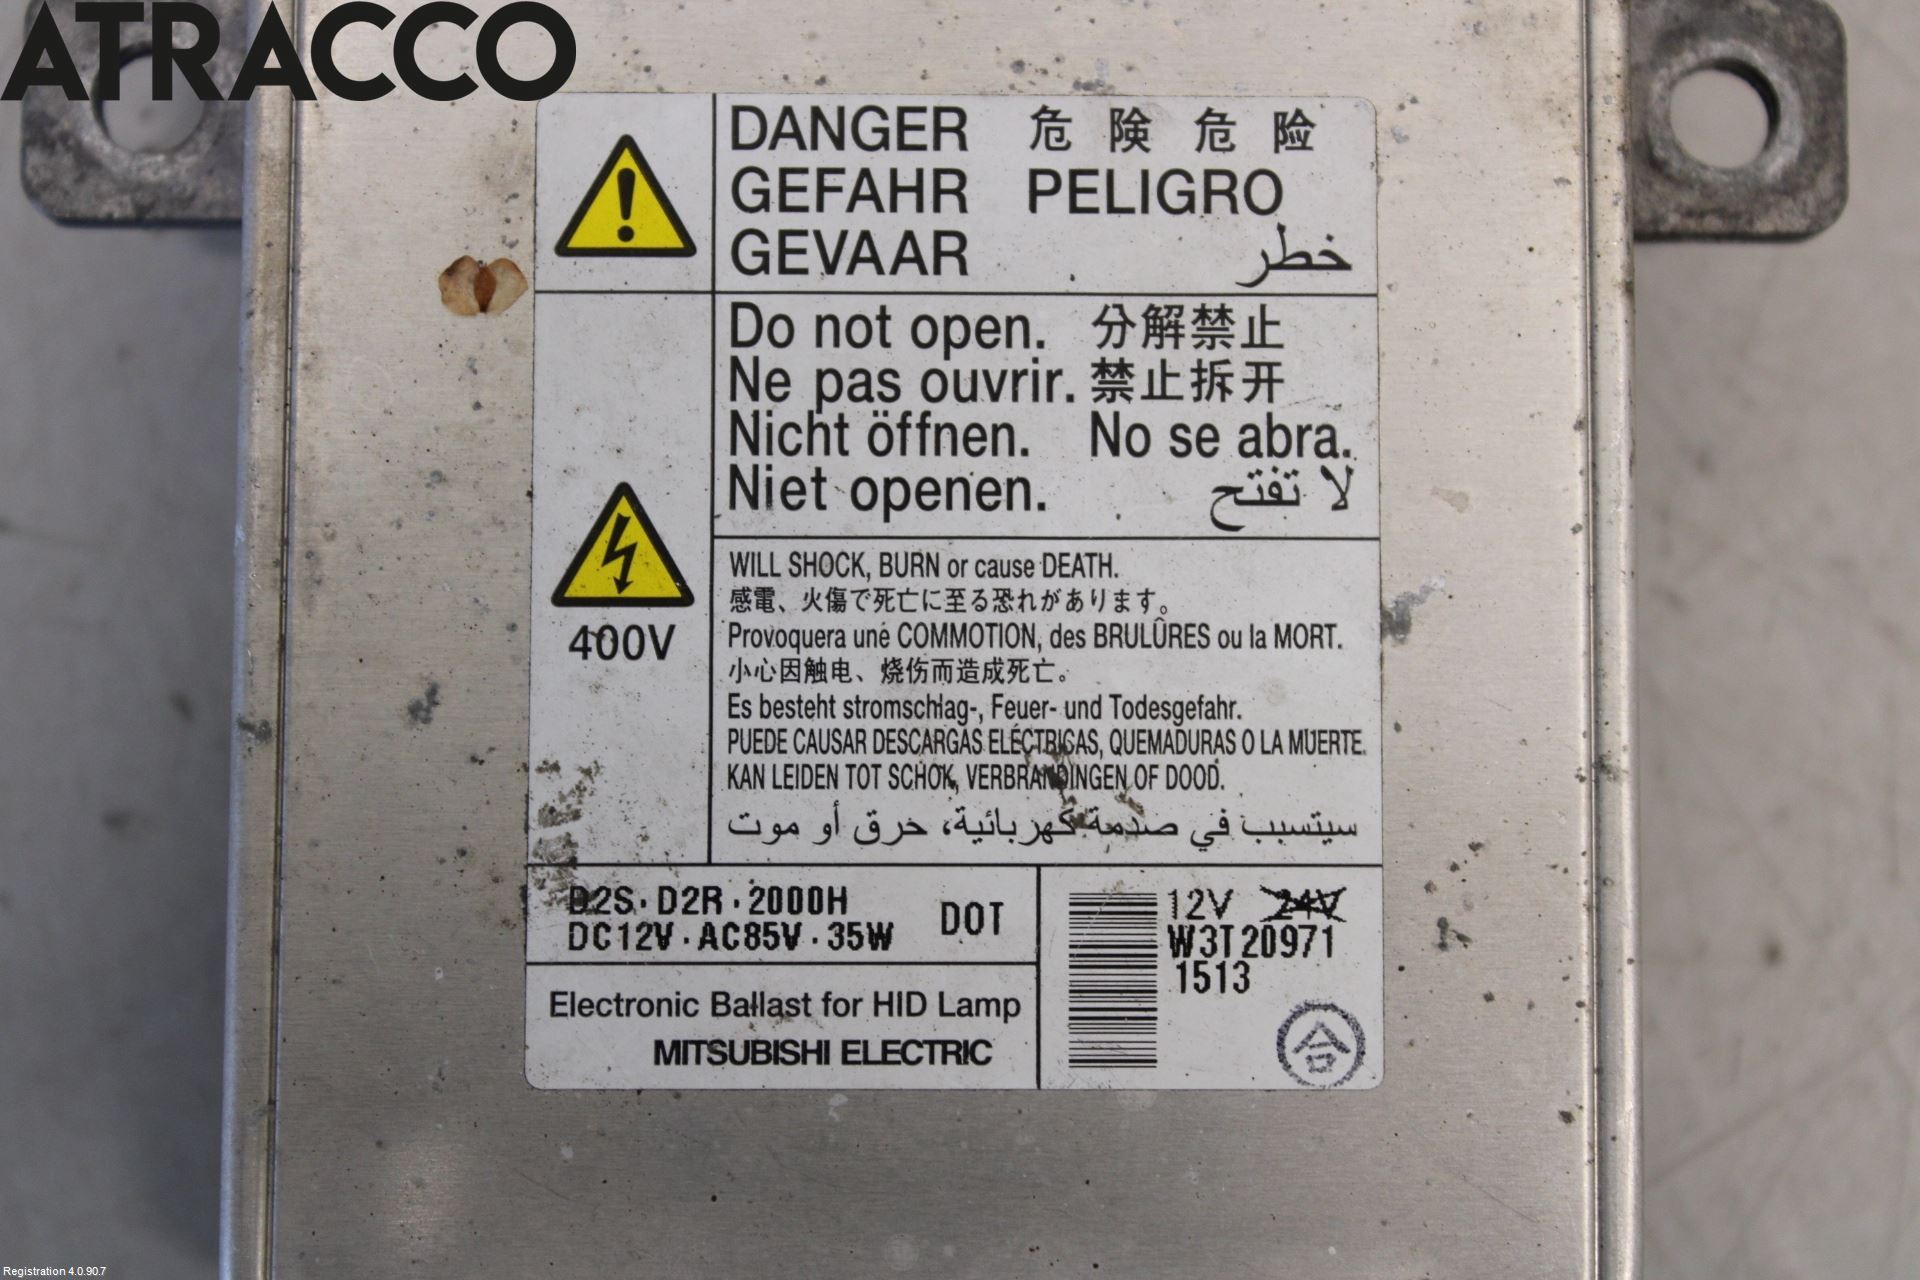 ATRACCO
DANGER 危 険 危 险
GEFAHR PELIGRO
GEVAAR خطر
Do not open. 分解禁止
Ne pas ouvrir. 禁止拆开
Nicht öffnen. No se abra.
Niet openen. لا تفتح
400V
WILL SHOCK, BURN or cause DEATH.
感電、火傷で死亡に至る恐れがあります。
Provoquera une COMMOTION, des BRULÛRES ou la MORT.
小心因触电、烧伤而造成死亡。
Es besteht stromschlag-, Feuer- und Todesgefahr.
PUEDE CAUSAR DESCARGAS ELÉCTRICAS, QUEMADURAS O LA MUERTE.
KAN LEIDEN TOT SCHOK, VERBRANDINGEN OF DOOD.
سيتسبب في صدمة كهربائية، حرق أو موت
D2S · D2R · 2000H
DC12V · AC85V · 35W
DOT
12V 24V
W3T20971
1513
合
Electronic Ballast for HID Lamp
MITSUBISHI ELECTRIC
Registration 4.0.90.7